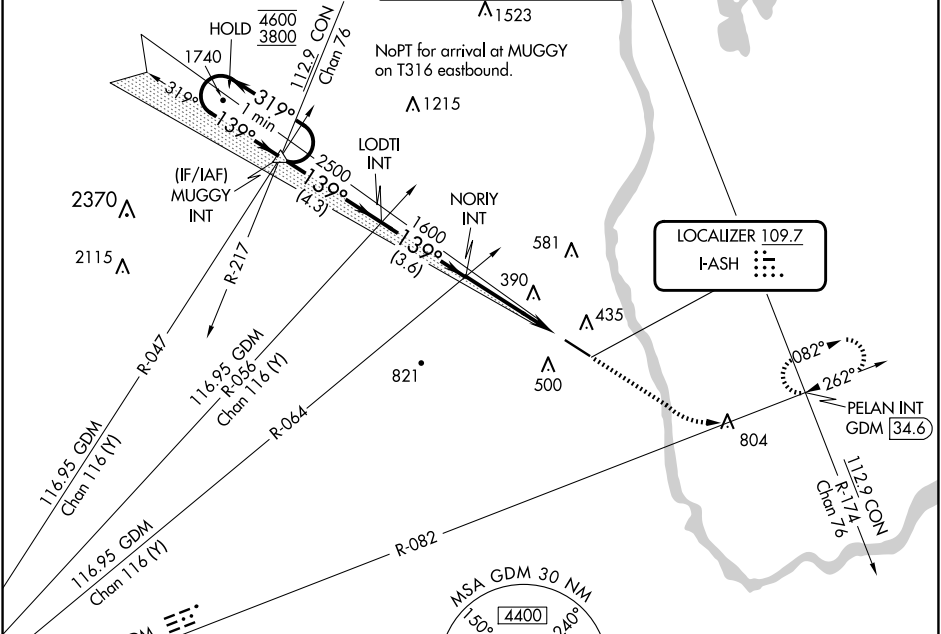 1523
HOLD
4600
3800
1740
112.9 CON
Chan 76
NoPT for arrival at MUGGY
on T316 eastbound.
319°
319°
1 min
139°
1215
LODTI
INT
(IF/IAF)
MUGGY
INT
2500
139°
(4.3)
NORIY
INT
2370
2115
R-217
1600
139°
(3.6)
581
LOCALIZER 109.7
I-ASH
390
435
R-047
116.95 GDM
R-056
Chan 116 (Y)
821
500
082°
262°
R-064
PELAN INT
GDM 34.6
804
116.95 GDM
Chan 116 (Y)
112.9 CON
R-174
Chan 76
R-082
116.95 GDM
Chan 116 (Y)
MSA GDM 30 NM
4400
150°
240°